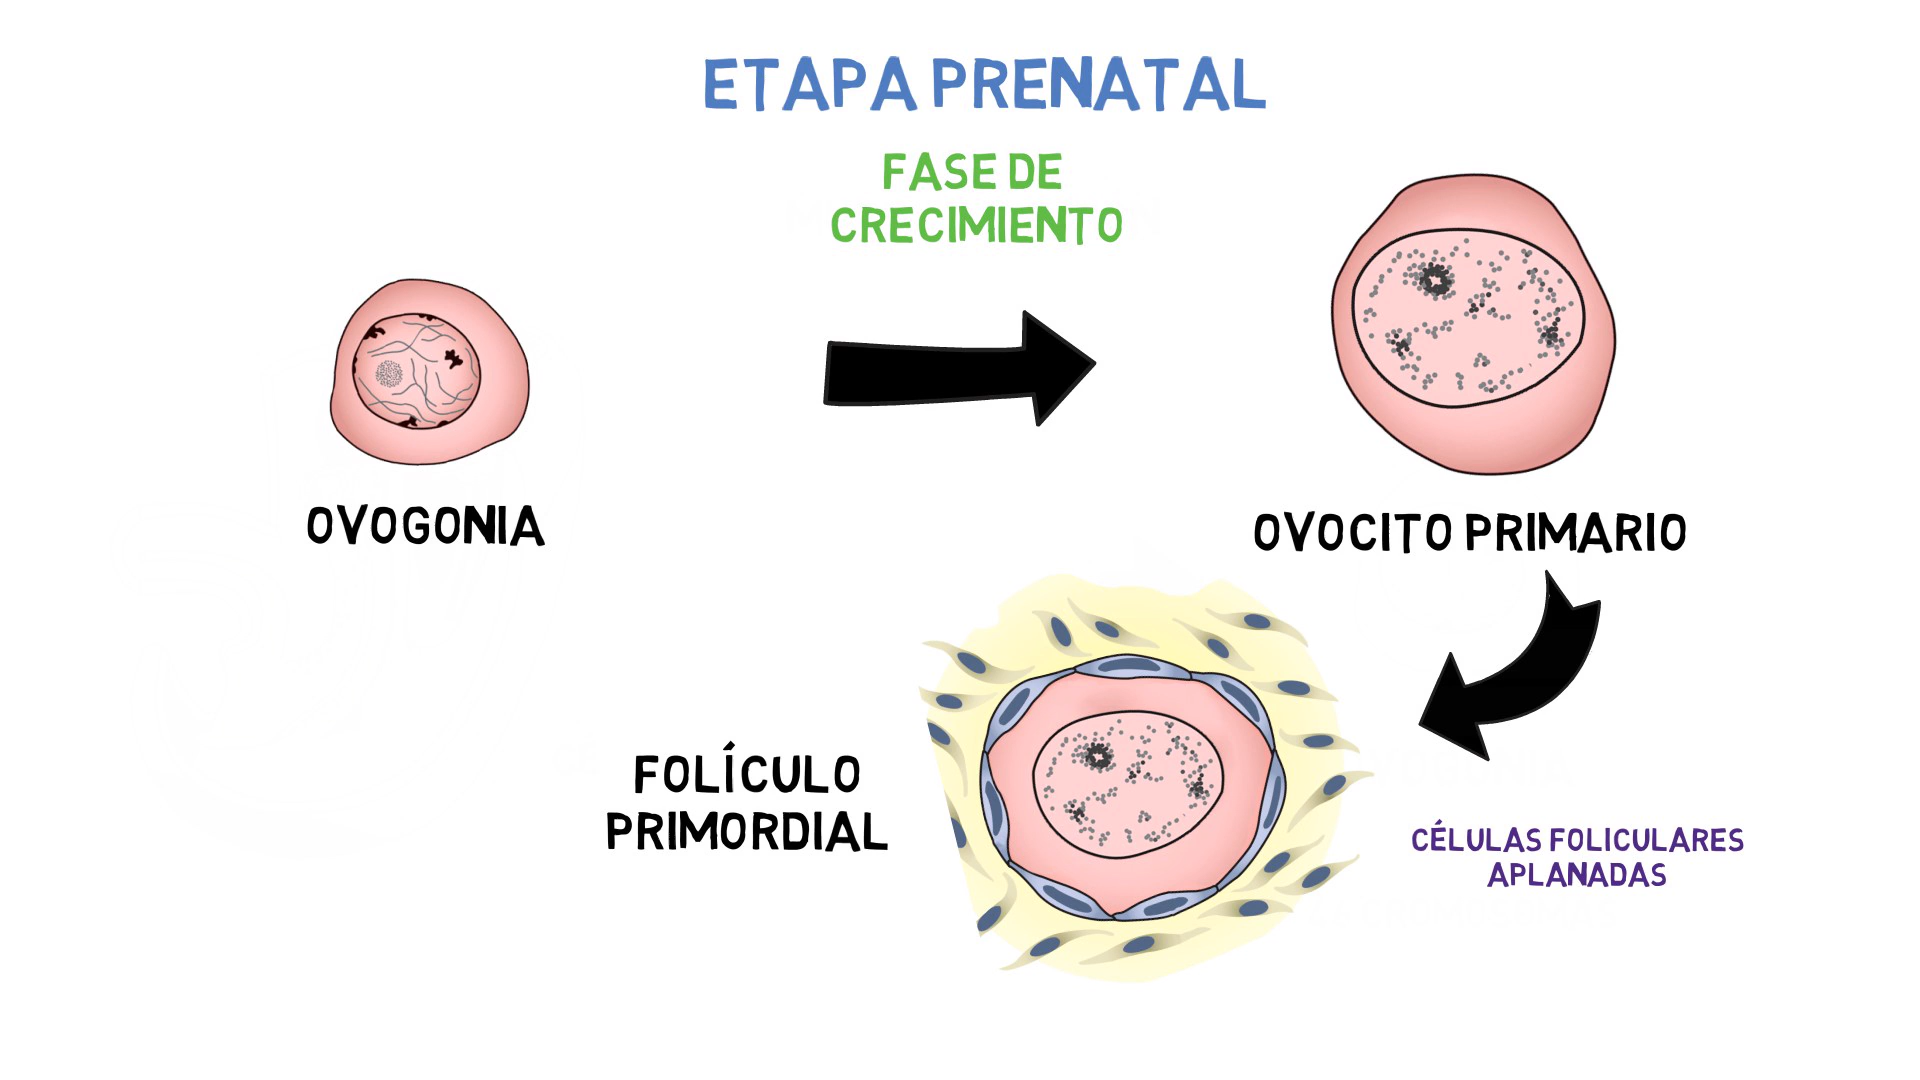 ETAPA PRENATAL
FASE DE
CRECIMIENTO
OVOGONIA
OVOCITO PRIMARIO
FOLÍCULO
PRIMORDIAL
CÉLULAS FOLICULARES
APLANADAS